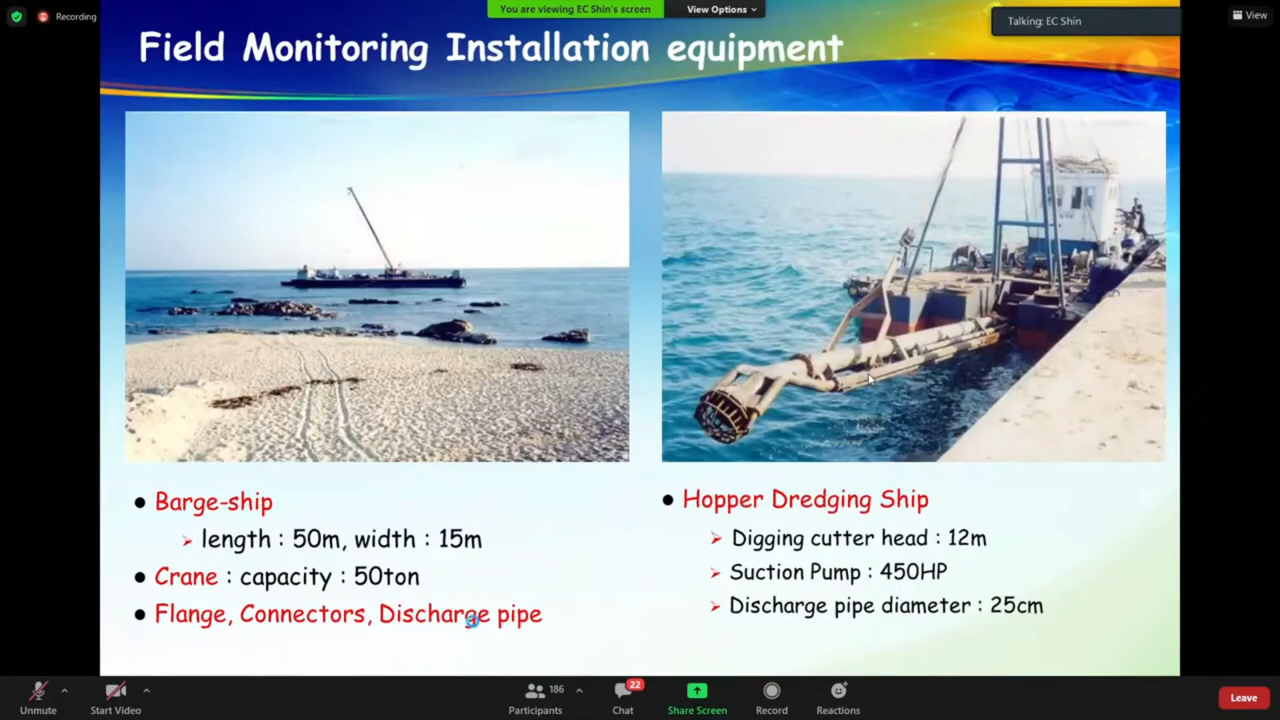 Recording
You are viewing EC Shin's screen
View Options
Talking: EC Shin
View
Field Monitoring Installation equipment
● Barge-ship
➢ length : 50m, width : 15m
● Crane : capacity : 50ton
● Flange, Connectors, Discharge pipe
● Hopper Dredging Ship
➢ Digging cutter head : 12m
➢ Suction Pump : 450HP
➢ Discharge pipe diameter : 25cm
Unmute
Start Video
186
Participants
22
Chat
Share Screen
Record
Reactions
Leave